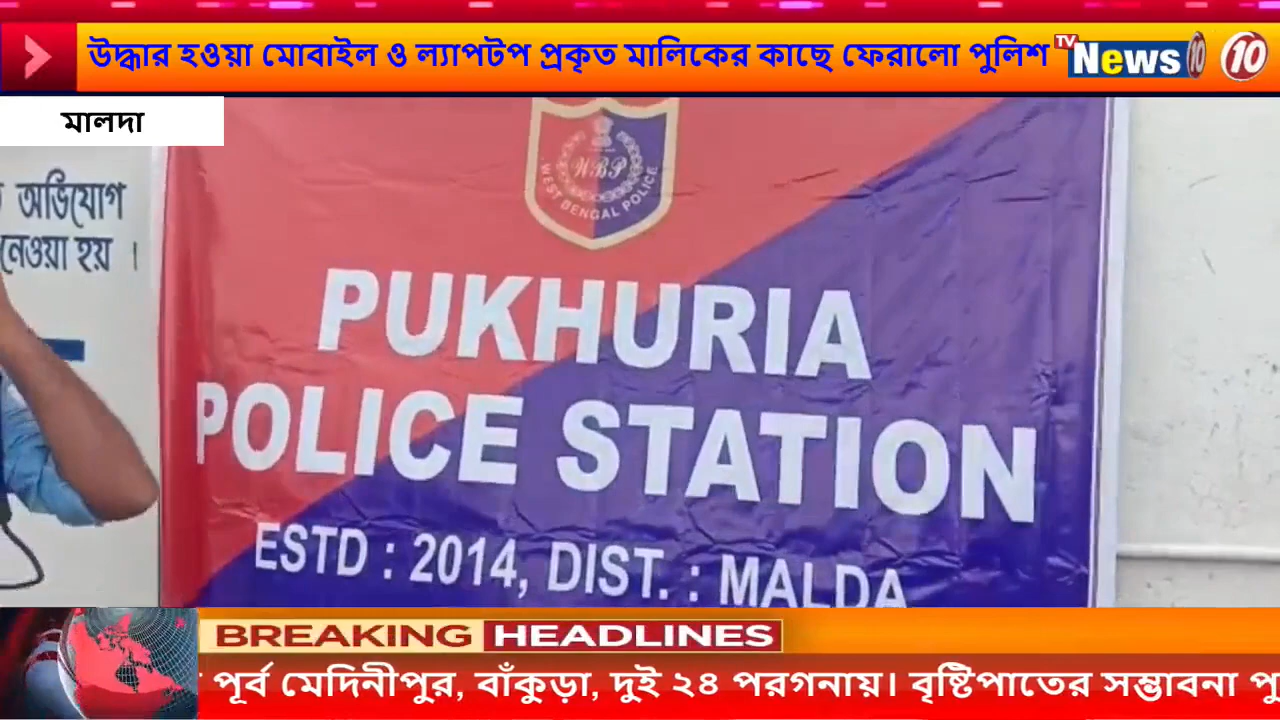 উদ্ধার হওয়া মোবাইল ও ল্যাপটপ প্রকৃত মালিকের কাছে ফেরালো পুলিশ
TV News 10
10
মালদা
অভিযোগ
নেওয়া হয় ।
WBP
WEST BENGAL POLICE
PUKHURIA
POLICE STATION
ESTD : 2014, DIST. : MALDA
BREAKING HEADLINES
পূর্ব মেদিনীপুর, বাঁকুড়া, দুই ২৪ পরগনায়। বৃষ্টিপাতের সম্ভাবনা